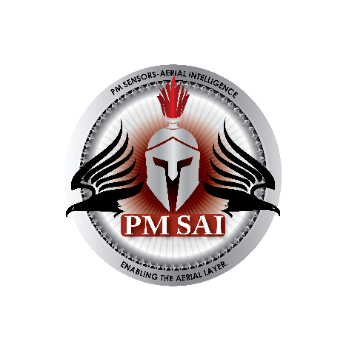 PM SENSORS-AERIAL INTELLIGENCE
PM SAI
ENABLING THE AERIAL LAYER